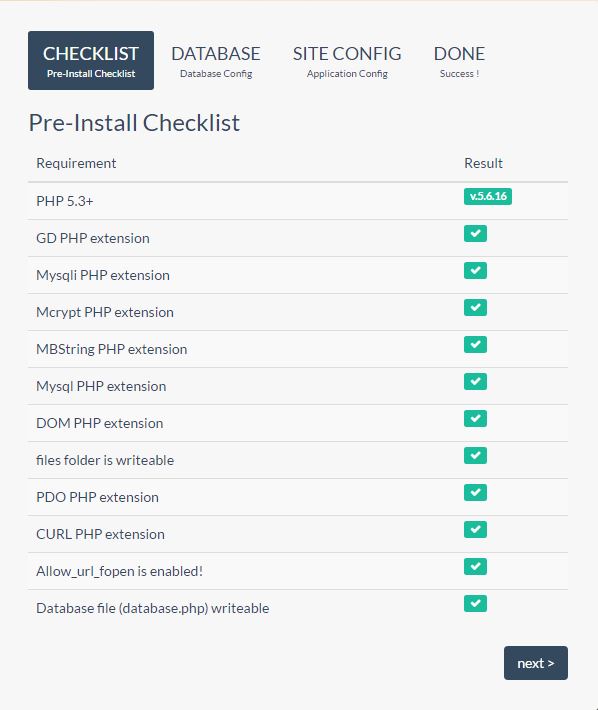 CHECKLIST DATABASE SITE CONFIG DONE
Pre-Install Checklist Database Config Application Config Success !
Pre-Install Checklist
Requirement Result
PHP 5.3+ v.5.6.16
GD PHP extension
Mysqli PHP extension
Mcrypt PHP extension
MBString PHP extension
Mysql PHP extension
DOM PHP extension
files folder is writeable
PDO PHP extension
CURL PHP extension
Allow_url_fopen is enabled!
Database file (database.php) writeable
next >